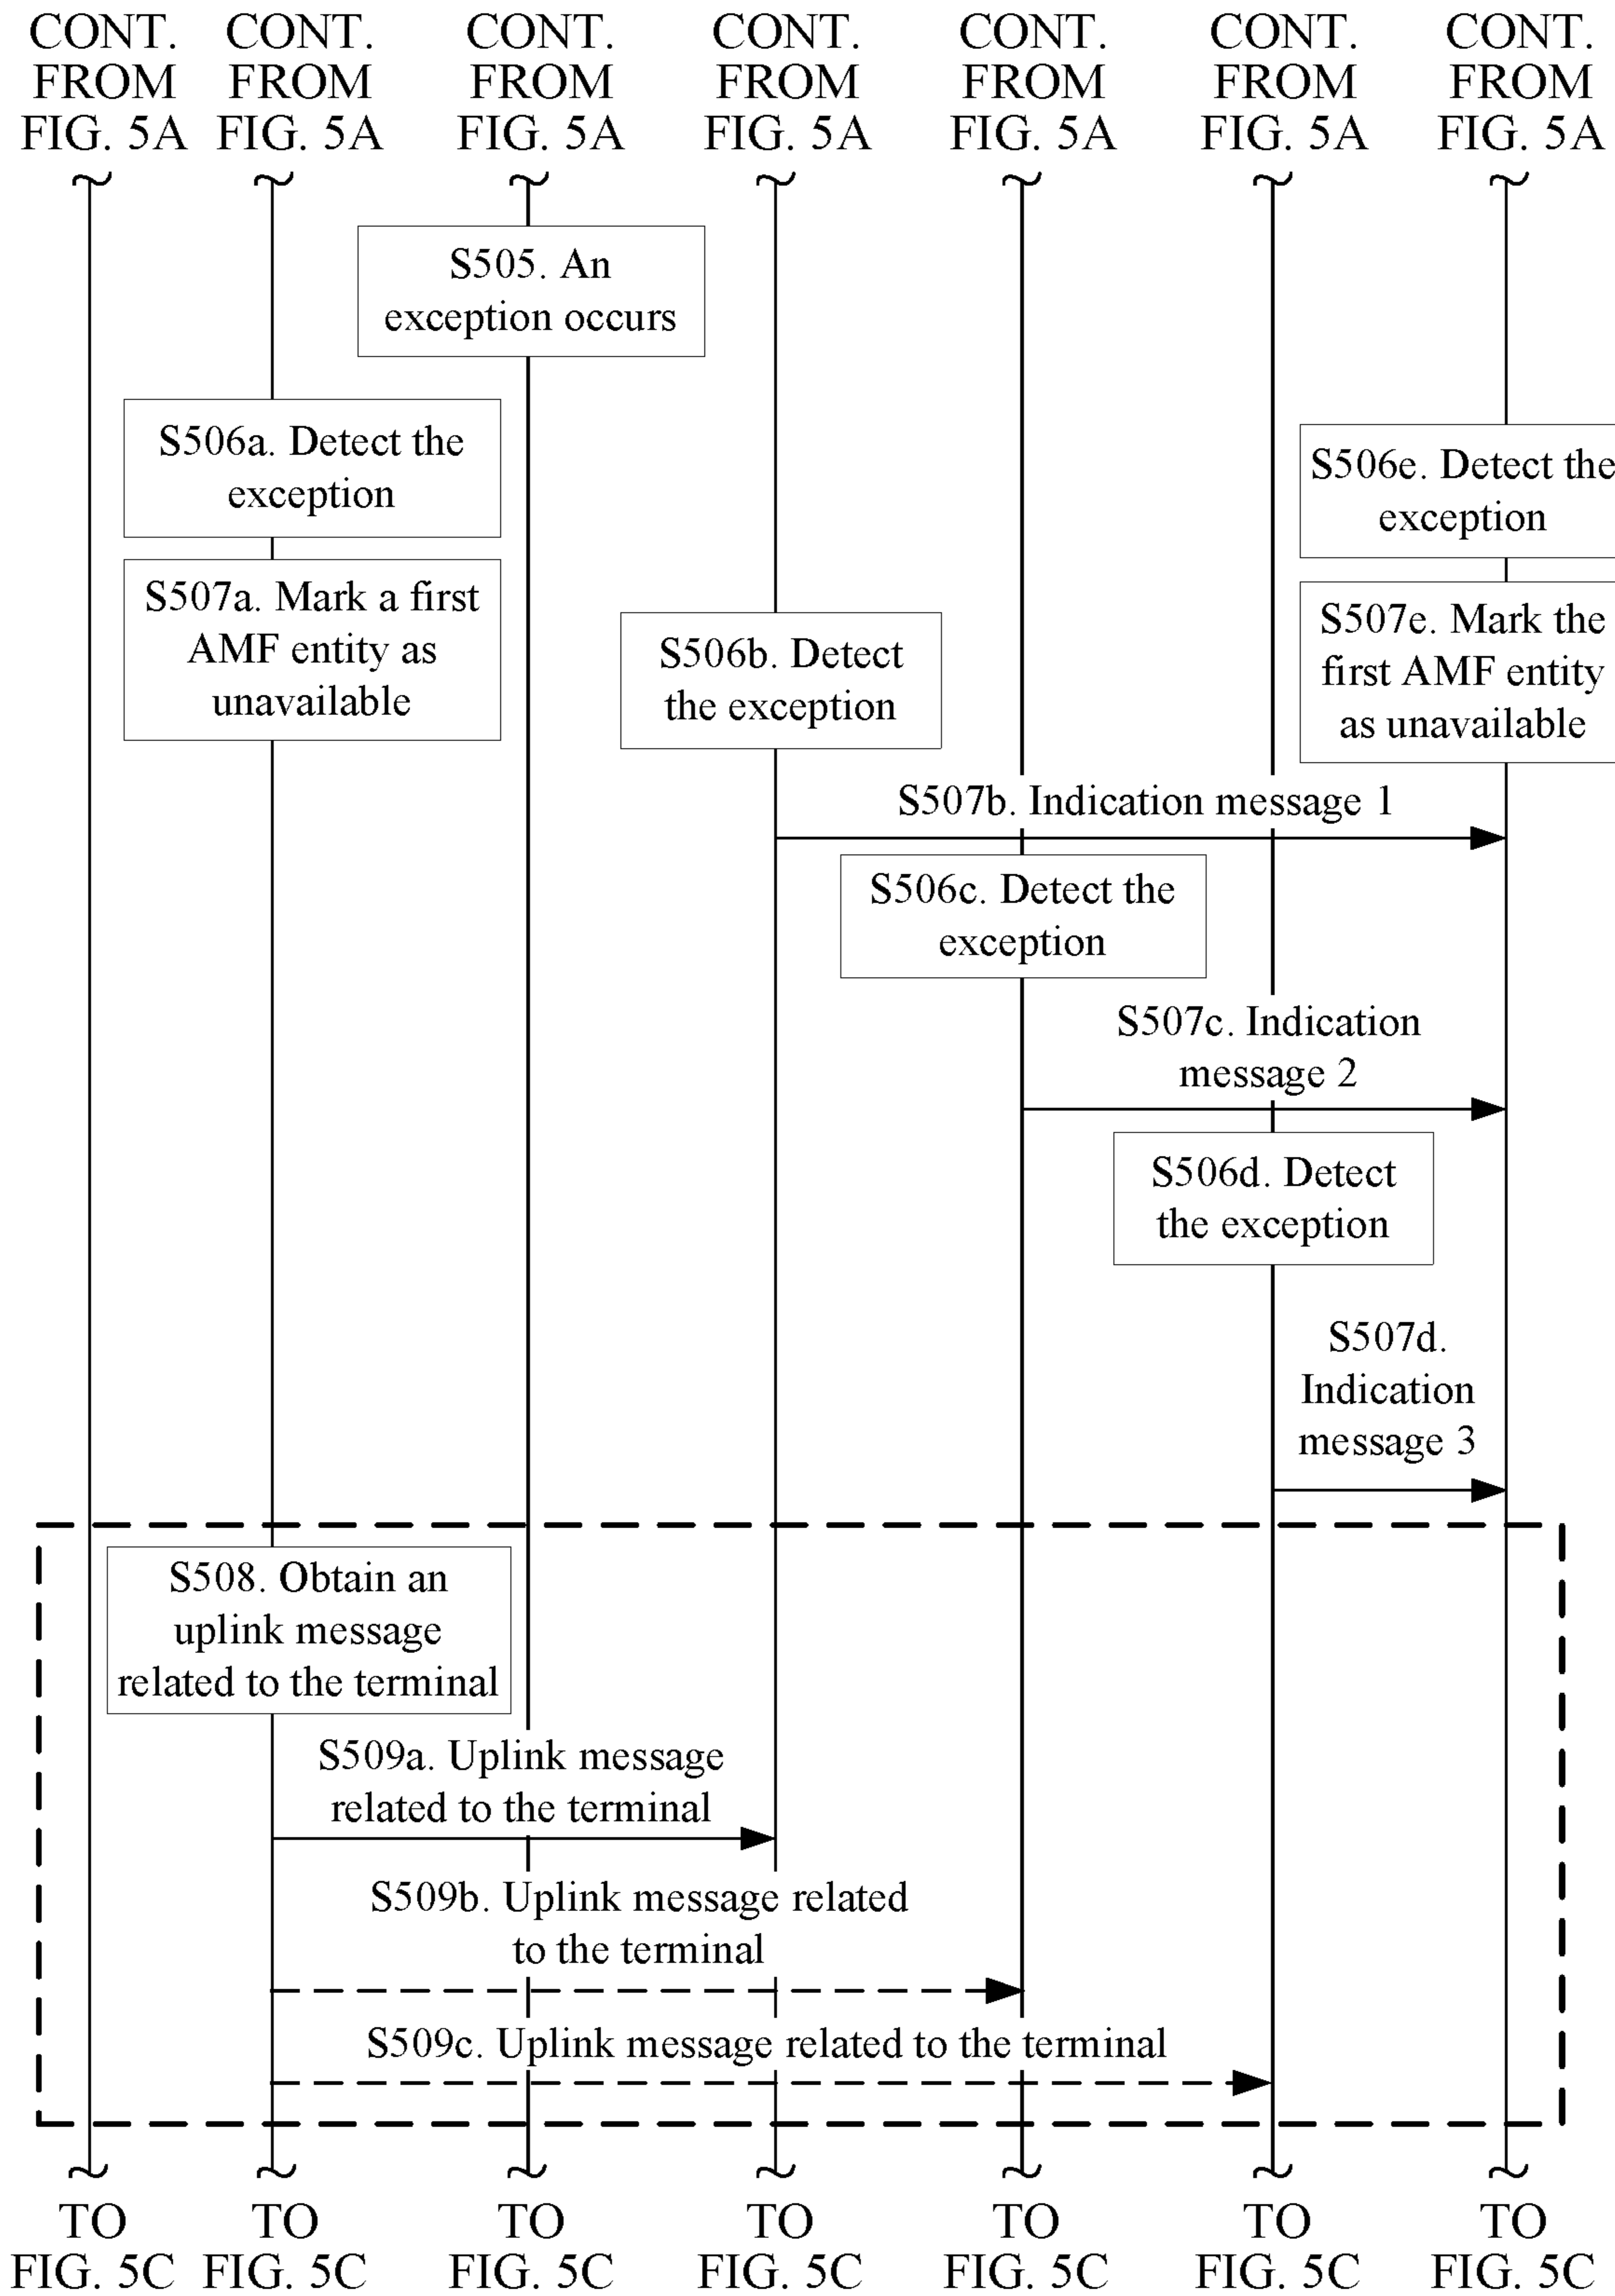 CONT. CONT. CONT. CONT. CONT. CONT. CONT.
FROM FROM FROM FROM FROM FROM FROM
FIG. 5A FIG. 5A FIG. 5A FIG. 5A FIG. 5A FIG. 5A FIG. 5A
S505. An
exception occurs
S506a. Detect the
exception
S506e. Detect the
exception
S507a. Mark a first
AMF entity as
unavailable
S507e. Mark the
first AMF entity
as unavailable
S506b. Detect
the exception
S507b. Indication message 1
S506c. Detect the
exception
S507c. Indication
message 2
S506d. Detect
the exception
S507d.
Indication
message 3
S508. Obtain an
uplink message
related to the terminal
S509a. Uplink message
related to the terminal
S509b. Uplink message related
to the terminal
S509c. Uplink message related to the terminal
TO TO TO TO TO TO TO
FIG. 5C FIG. 5C FIG. 5C FIG. 5C FIG. 5C FIG. 5C FIG. 5C